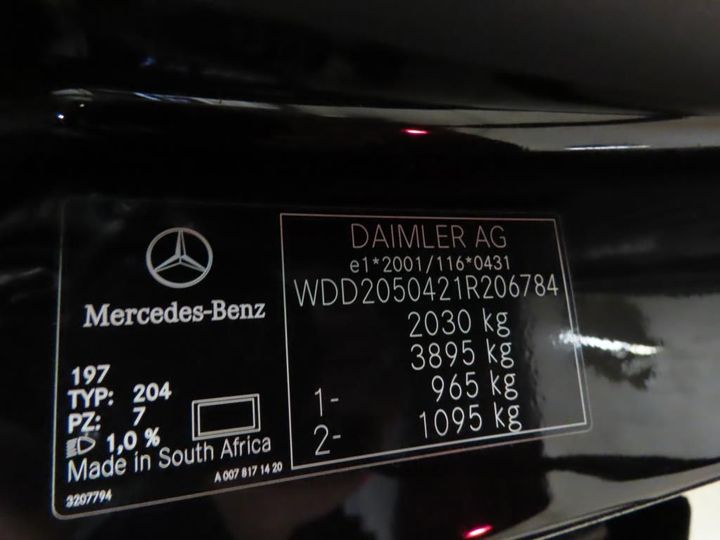 Mercedes-Benz
197
TYP: 204
PZ: 7
1,0 %
Made in South Africa
3207794
A 007 817 14 20
DAIMLER AG
e1*2001/116*0431
WDD2050421R206784
2030 kg
3895 kg
1- 965 kg
2- 1095 kg